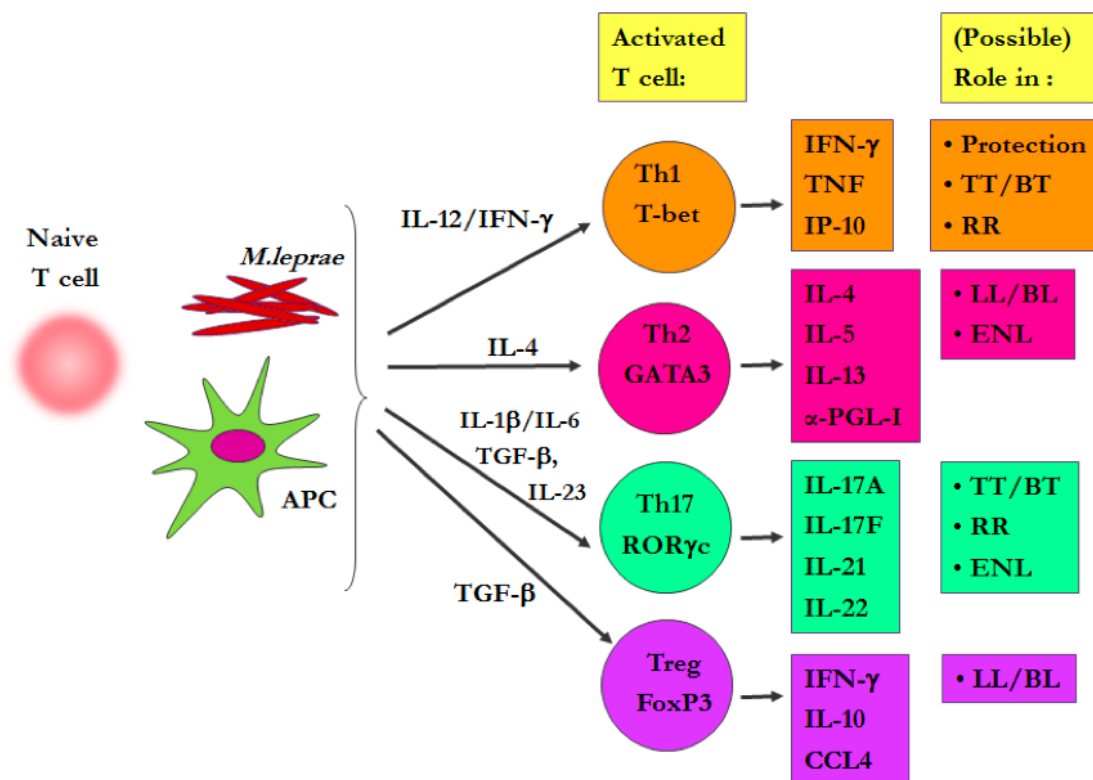 Activated
T cell:
(Possible)
Role in :
Naive
T cell
M.leprae
APC
IL-12/IFN-γ
Th1
T-bet
IFN-γ
TNF
IP-10
• Protection
• TT/BT
• RR
IL-4
Th2
GATA3
IL-4
IL-5
IL-13
α-PGL-I
• LL/BL
• ENL
IL-1β/IL-6
TGF-β,
IL-23
Th17
RORγc
IL-17A
IL-17F
IL-21
IL-22
• TT/BT
• RR
• ENL
TGF-β
Treg
FoxP3
IFN-γ
IL-10
CCL4
• LL/BL